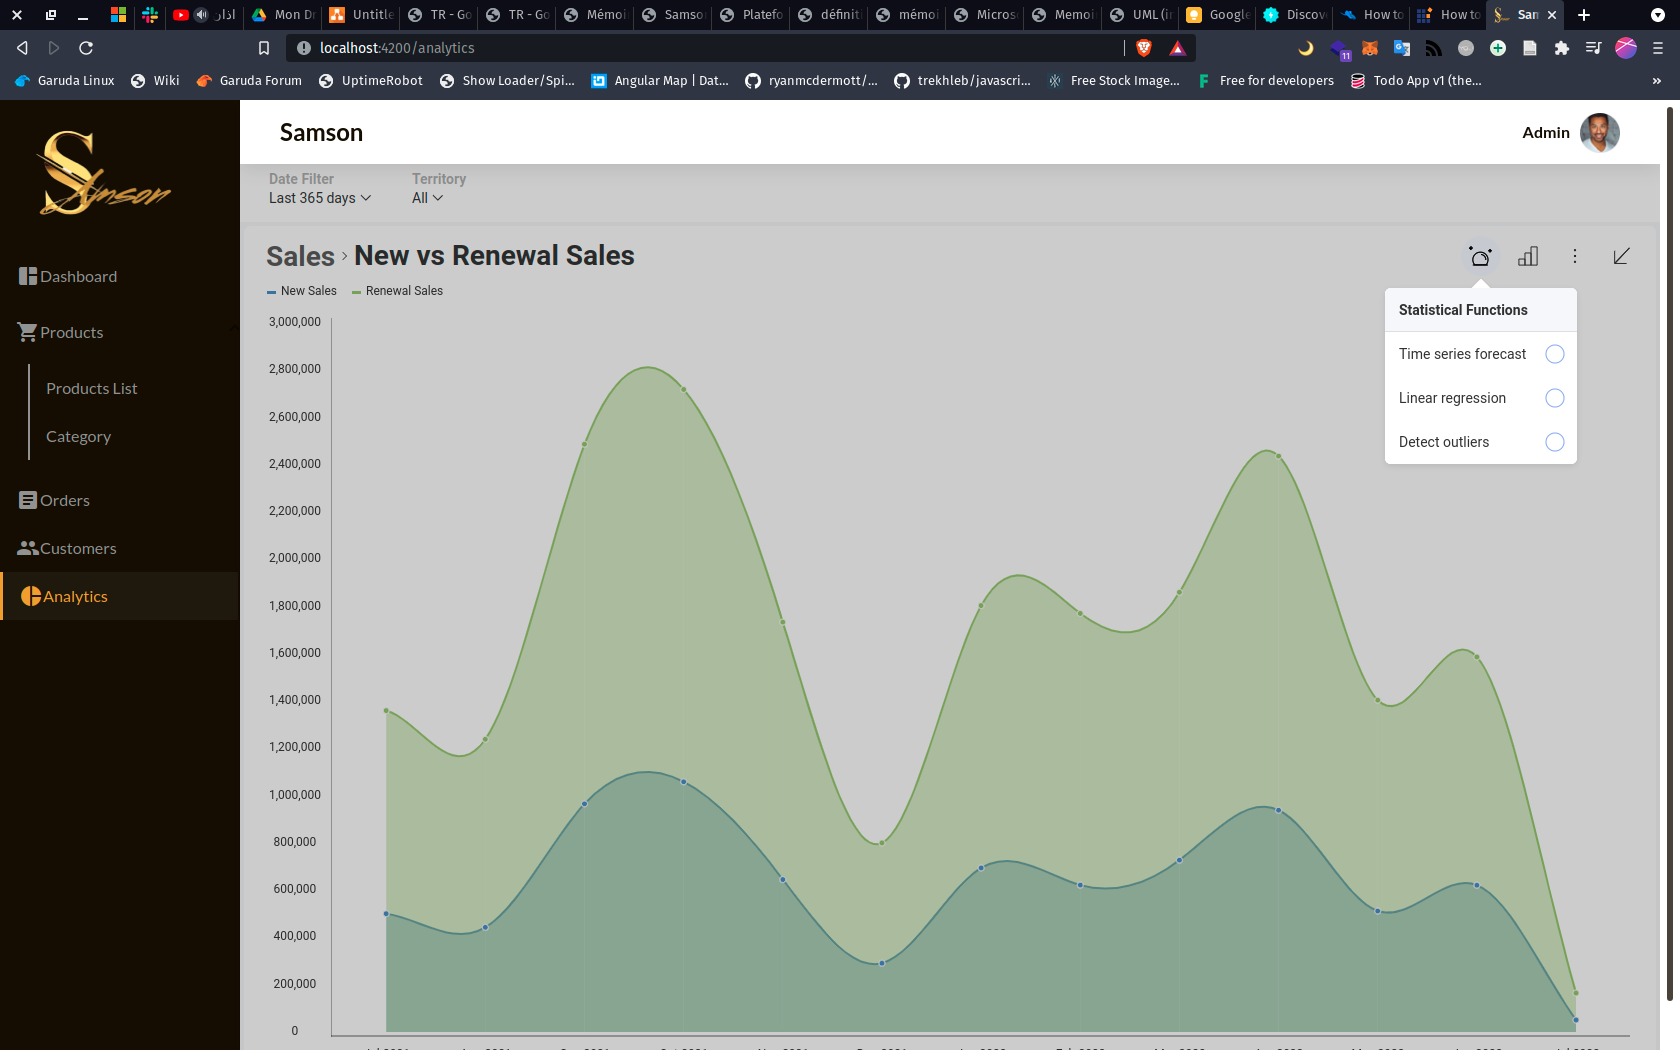 اذار
Mon Dr
Untitle
TR - Go
TR - Go
Mémoi
Samso
Platefo
définiti
mémoi
Micros
Memoi
UML (in
Google
Discov
How to
How to
Sam
localhost:4200/analytics
11
Garuda Linux
Wiki
Garuda Forum
UptimeRobot
Show Loader/Spi...
Angular Map | Dat...
ryanmcdermott/...
trekhleb/javascri...
Free Stock Image...
Free for developers
Todo App v1 (the...
»
Samson
Samson
Admin
Dashboard
Products
Products List
Category
Orders
Customers
Analytics
Date Filter
Territory
Last 365 days
All
Sales › New vs Renewal Sales
New Sales
Renewal Sales
Statistical Functions
Time series forecast
Linear regression
Detect outliers
3,000,000
2,800,000
2,600,000
2,400,000
2,200,000
2,000,000
1,800,000
1,600,000
1,400,000
1,200,000
1,000,000
800,000
600,000
400,000
200,000
0